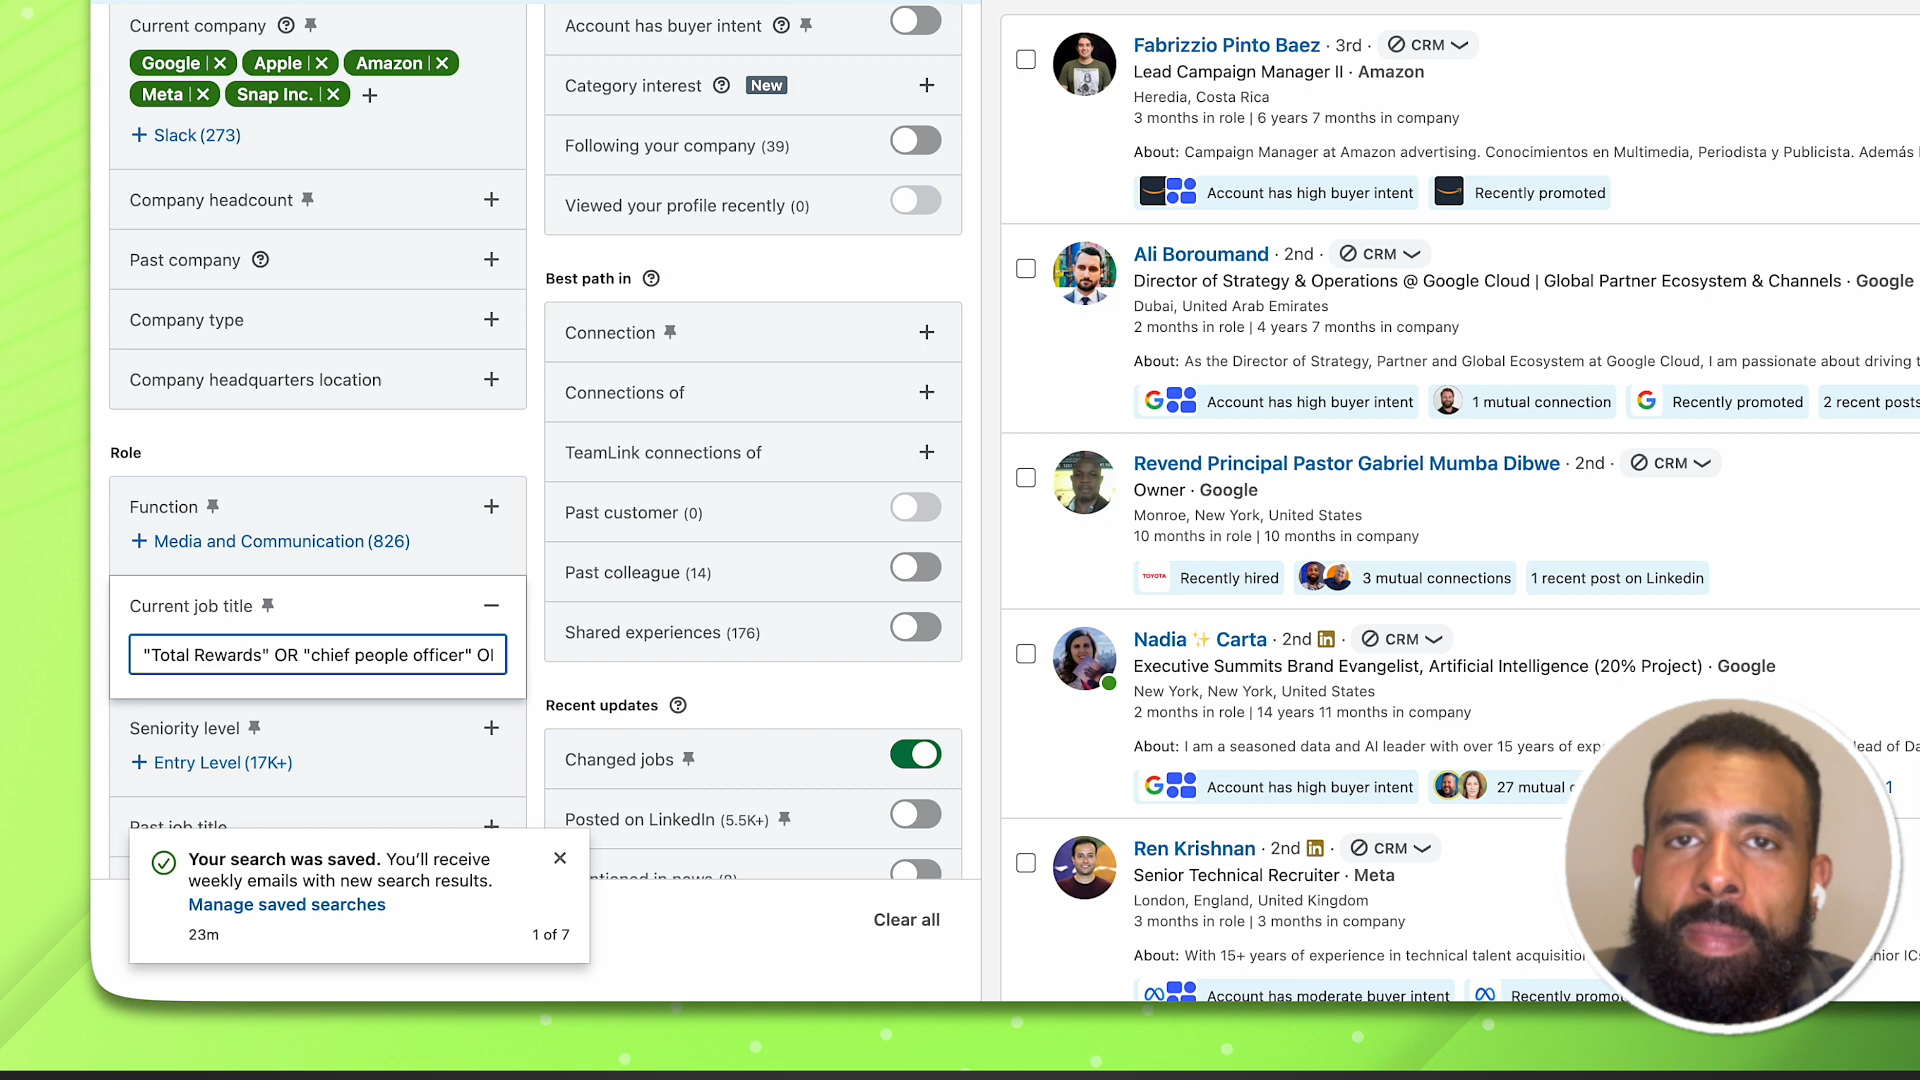 Current company
Google | X
Apple | X
Amazon | X
Meta | X
Snap Inc. | X
+
+ Slack (273)
Company headcount
Past company
Company type
Company headquarters location
Role
Function
+ Media and Communication (826)
Current job title
"Total Rewards" OR "chief people officer" OI
Seniority level
+ Entry Level (17K+)
Past job title
Your search was saved. You'll receive
weekly emails with new search results.
Manage saved searches
23m
1 of 7
Account has buyer intent
Category interest New
Following your company (39)
Viewed your profile recently (0)
Best path in
Connection
Connections of
TeamLink connections of
Past customer (0)
Past colleague (14)
Shared experiences (176)
Recent updates
Changed jobs
Posted on LinkedIn (5.5K+)
Clear all
Fabrizzio Pinto Baez · 3rd · CRM
Lead Campaign Manager II · Amazon
Heredia, Costa Rica
3 months in role | 6 years 7 months in company
About: Campaign Manager at Amazon advertising. Conocimientos en Multimedia, Periodista y Publicista. Además
Account has high buyer intent
Recently promoted
Ali Boroumand · 2nd · CRM
Director of Strategy & Operations @ Google Cloud | Global Partner Ecosystem & Channels · Google
Dubai, United Arab Emirates
2 months in role | 4 years 7 months in company
About: As the Director of Strategy, Partner and Global Ecosystem at Google Cloud, I am passionate about driving
Account has high buyer intent
1 mutual connection
Recently promoted
2 recent posts
Revend Principal Pastor Gabriel Mumba Dibwe · 2nd · CRM
Owner · Google
Monroe, New York, United States
10 months in role | 10 months in company
TOYOTA
Recently hired
3 mutual connections
1 recent post on Linkedin
Nadia ✨ Carta · 2nd in · CRM
Executive Summits Brand Evangelist, Artificial Intelligence (20% Project) · Google
New York, New York, United States
2 months in role | 14 years 11 months in company
About: I am a seasoned data and AI leader with over 15 years of
Account has high buyer intent
27 mutual
1
Ren Krishnan · 2nd in · CRM
Senior Technical Recruiter · Meta
London, England, United Kingdom
3 months in role | 3 months in company
About: With 15+ years of experience in technical talent
Account has moderate buyer intent
Recently